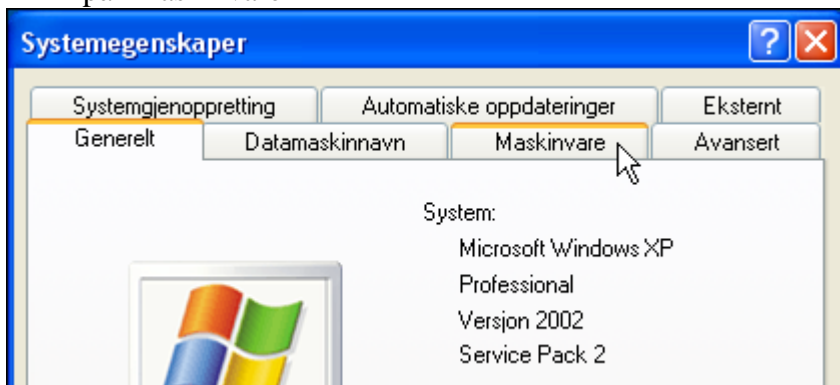 Systemegenskaper
Systemgjenoppretting Automatiske oppdateringer Eksternt
Generelt Datamaskinnavn Maskinvare Avansert
System:
Microsoft Windows XP
Professional
Versjon 2002
Service Pack 2